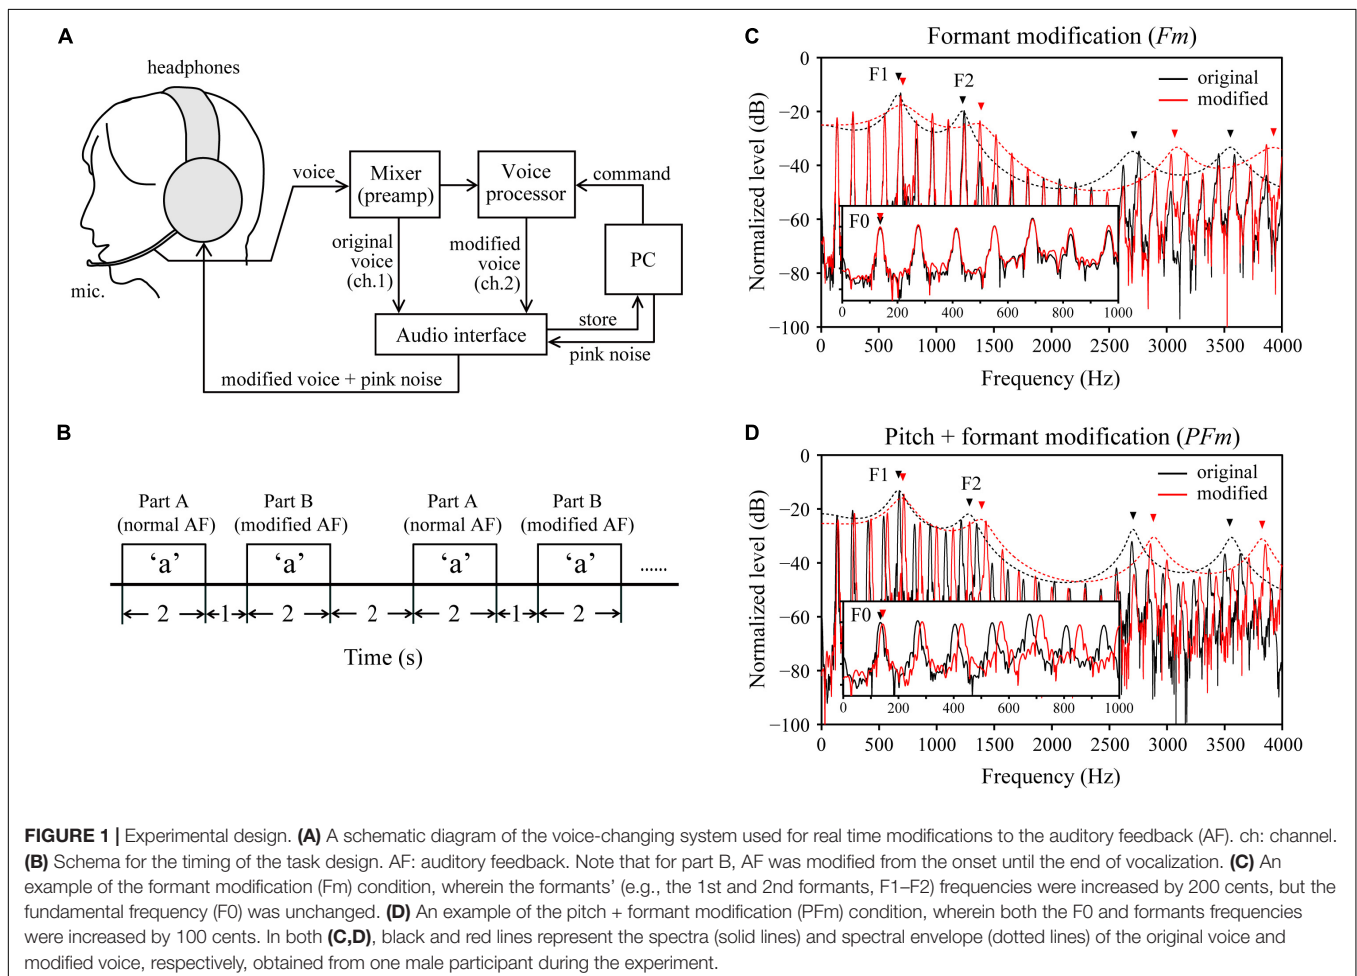 A
headphones
voice
Mixer
(preamp)
Voice
processor
command
original
voice
(ch.1)
modified
voice
(ch.2)
PC
mic.
Audio interface
store
pink noise
modified voice + pink noise
B
Part A
(normal AF)
Part B
(modified AF)
Part A
(normal AF)
Part B
(modified AF)
‘a’
‘a’
‘a’
‘a’
......
2
1
2
2
2
1
2
Time (s)
C
Formant modification (Fm)
Normalized level (dB)
0
−20
−40
−60
−80
−100
F1
F2
original
modified
F0
0 200 400 600 800 1000
0 500 1000 1500 2000 2500 3000 3500 4000
Frequency (Hz)
D
Pitch + formant modification (PFm)
Normalized level (dB)
0
−20
−40
−60
−80
−100
F1
F2
original
modified
F0
0 200 400 600 800 1000
0 500 1000 1500 2000 2500 3000 3500 4000
Frequency (Hz)
FIGURE 1 | Experimental design. (A) A schematic diagram of the voice-changing system used for real time modifications to the auditory feedback (AF). ch: channel.
(B) Schema for the timing of the task design. AF: auditory feedback. Note that for part B, AF was modified from the onset until the end of vocalization. (C) An
example of the formant modification (Fm) condition, wherein the formants’ (e.g., the 1st and 2nd formants, F1–F2) frequencies were increased by 200 cents, but the
fundamental frequency (F0) was unchanged. (D) An example of the pitch + formant modification (PFm) condition, wherein both the F0 and formants frequencies
were increased by 100 cents. In both (C,D), black and red lines represent the spectra (solid lines) and spectral envelope (dotted lines) of the original voice and
modified voice, respectively, obtained from one male participant during the experiment.